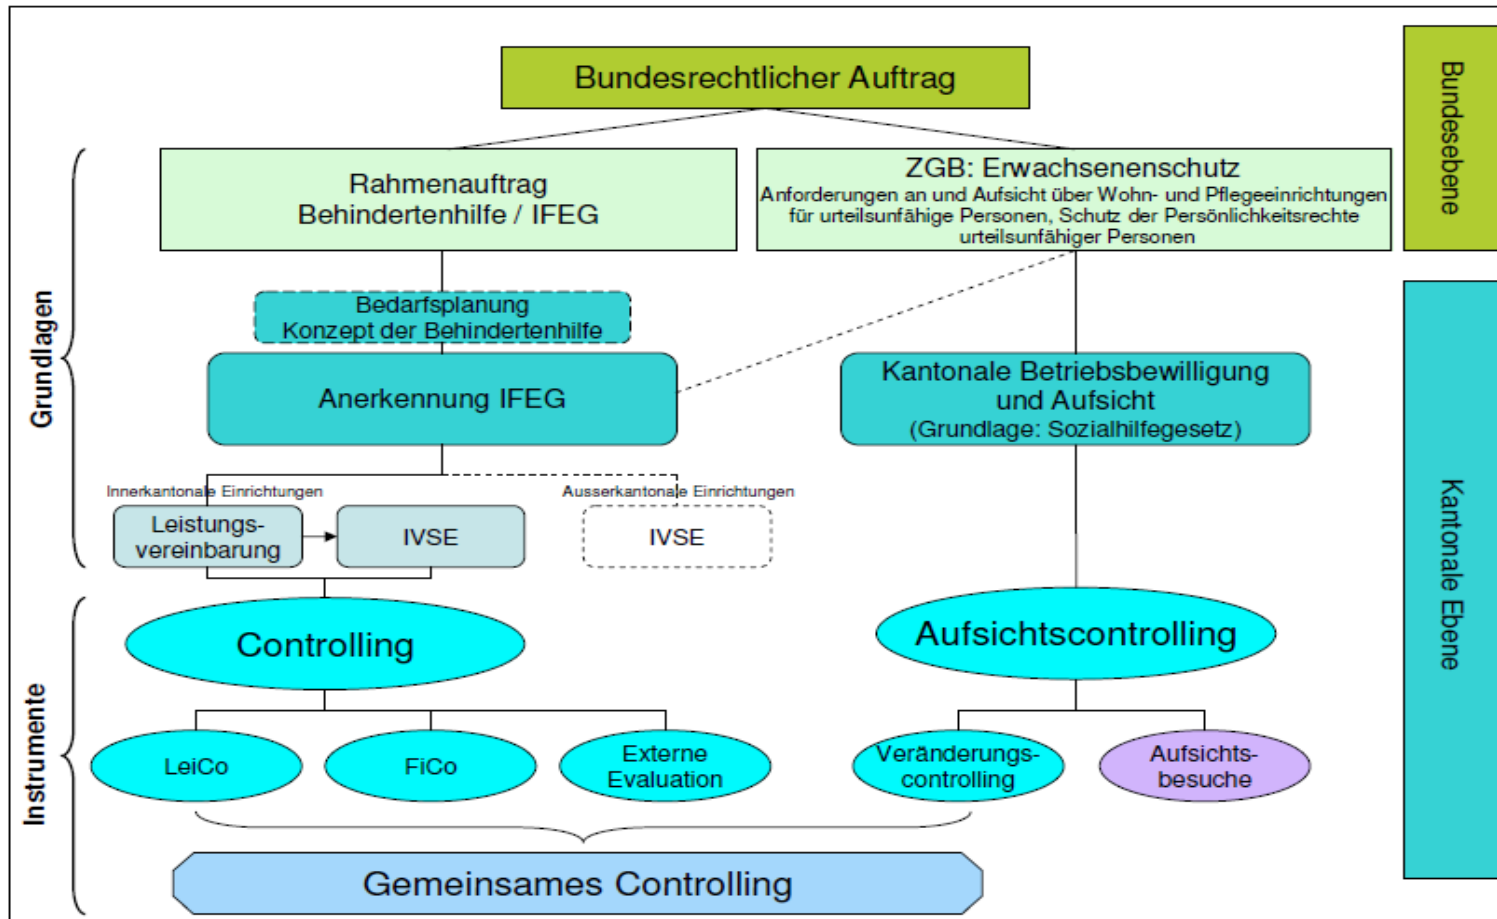 Bundesrechtlicher Auftrag
Bundesebene
Rahmenauftrag
Behindertenhilfe / IFEG
ZGB: Erwachsenenschutz
Anforderungen an und Aufsicht über Wohn- und Pflegeeinrichtungen
für urteilsunfähige Personen, Schutz der Persönlichkeitsrechte
urteilsunfähiger Personen
Grundlagen
Bedarfsplanung
Konzept der Behindertenhilfe
Anerkennung IFEG
Kantonale Betriebsbewilligung
und Aufsicht
(Grundlage: Sozialhilfegesetz)
Kantonale Ebene
Innerkantonale Einrichtungen
Ausserkantonale Einrichtungen
Leistungs-
vereinbarung
IVSE
IVSE
Instrumente
Controlling
Aufsichtscontrolling
LeiCo
FiCo
Externe
Evaluation
Veränderungs-
controlling
Aufsichts-
besuche
Gemeinsames Controlling